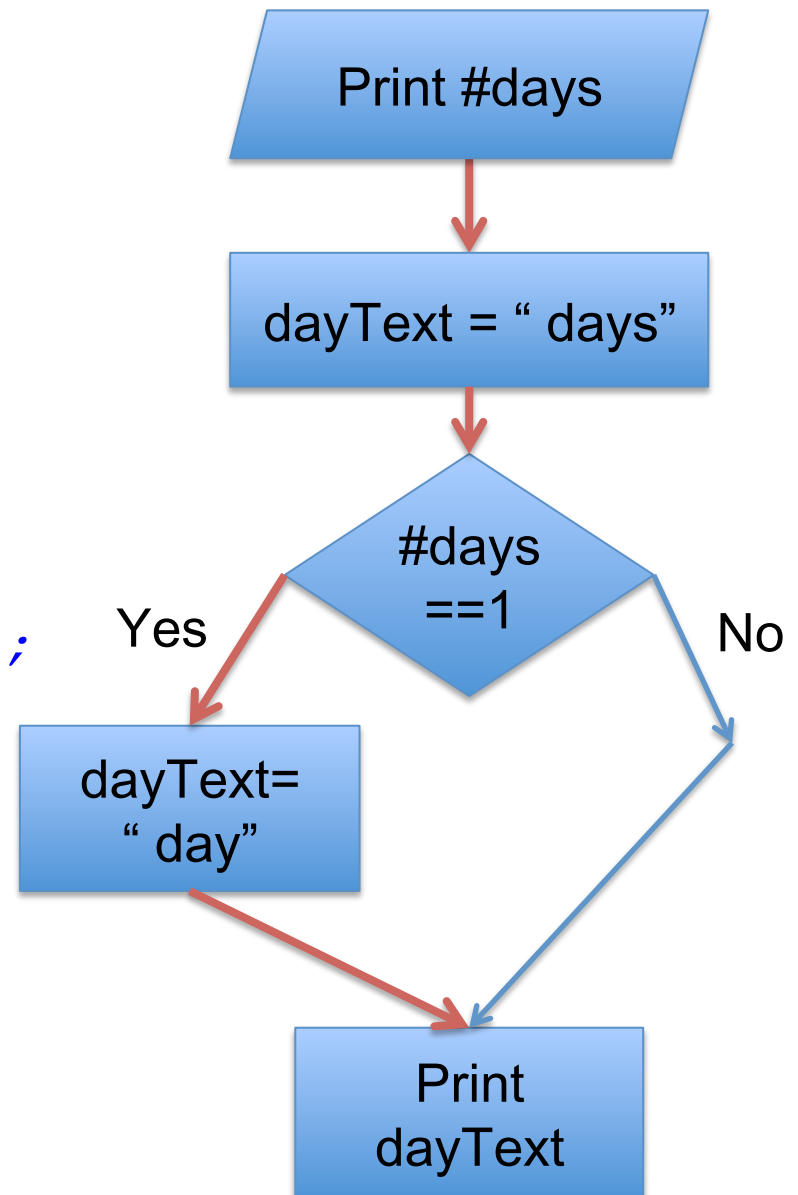 Print #days
dayText = “ days”
#days
==1
Yes
No
;
dayText=
“ day”
Print
dayText